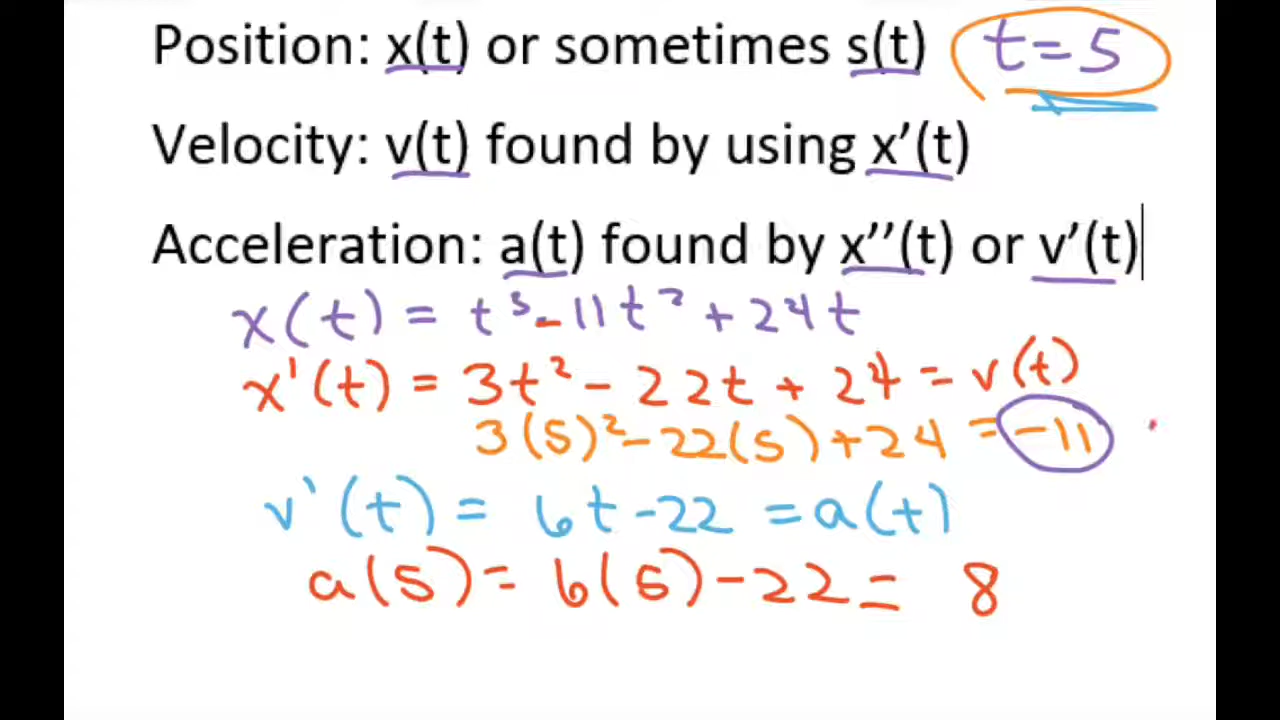 Position: x(t) or sometimes s(t) t=5
Velocity: v(t) found by using x’(t)
Acceleration: a(t) found by x’’(t) or v’(t)
x(t) = t³-11t²+24t
x'(t) = 3t²-22t+24 = v(t)
3(5)²-22(5)+24 = -11
v'(t) = 6t-22 = a(t)
a(5) = 6(5)-22 = 8